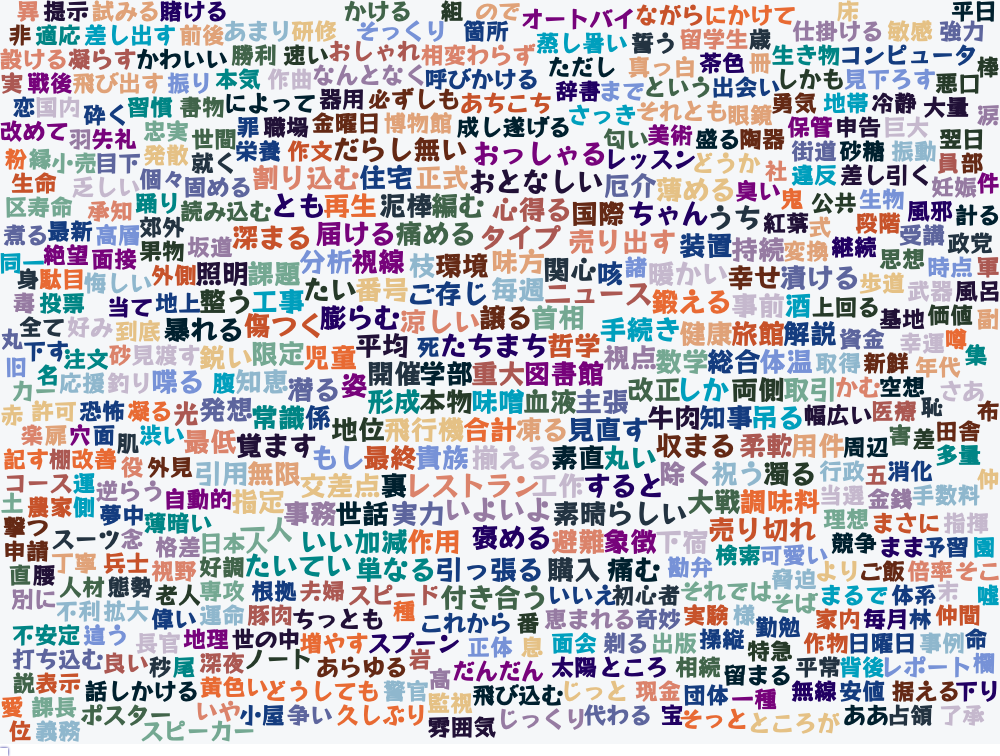 異 提示 試みる 賭ける かける 組 ので オートバイ ながら にかけて 床 平日
非 適応 差し出す 前後 あまり 研修 そっくり 箇所 蒸し暑い 誓う 留学生 歳 仕掛ける 敏感 強力
設ける 凝らす かわいい 勝利 速い おしゃれ 相変わらず ただし 真っ白 茶色 冊 生き物 コンピュータ 棒
実 戦後 飛び出す 振り 本気 作曲 なんとなく 呼びかける 辞書 まで という 出会い しかも 見下ろす 悪口
恋 国内 砕く 習慣 書物 によって 器用 必ずしも あちこち さっき それとも 眼鏡 勇気 地帯 冷静 大量 涙
改めて 羽 失礼 忠実 世間 罪 職場 金曜日 博物館 成し遂げる 匂い 美術 盛る 陶器 保管 申告 巨大 翌日
粉 縁 小売 目下 発散 就く 栄養 作文 だらし無い おっしゃる レッスン どうか 街道 砂糖 振動 員 部
生命 乏しい 個々 固める 割り込む 住宅 正式 おとなしい 厄介 薄める 臭い 社 鬼 違反 差し引く 妊娠 件
区 寿命 承知 踊り 読み込む とも 再生 泥棒 編む 心得る 国際 ちゃん うち 紅葉 式 公共 生物 段階 風邪 計る
煮る 最新 高層 郊外 男 物 坂道 深まる 届ける 痛める タイプ 売り出す 装置 持続 変換 継続 受講 思想 政党
同一 絶望 面接 身 駄目 悔しい 外側 照明 課題 分析 視線 枝 環境 味方 関心 咳 諸 暖かい 幸せ 漬ける 歩道 時点 軍 武器 風呂
毒 投票 当て 地上 整う 工事 たい 番号 ご存じ 毎週 ニュース 鍛える 事前 酒 上回る 基地 価値 副
丸 全て 好み 到底 暴れる 傷つく 膨らむ 涼しい 譲る 首相 手続き 健康 旅館 解説 資金 幸運 噂
旧 下す 注文 砂 見渡す 鋭い 限定 児童 平均 死 たちまち 哲学 視点 数学 総合 体温 取得 新鮮 年代 集
カー 名 応援 釣り 喋る 腹 知恵 潜る 姿 開催 学部 重大 図書館 改正 しか 両側 取引 かむ 空想 さあ
赤 許可 恐怖 凝る 光 発想 常識 係 形成 本物 味噌 血液 主張 牛肉 知事 吊る 幅広い 医療 恥 布
楽 扉 穴 面 肌 渋い 最低 覚ます 地位 飛行機 合計 凍る 見直す 収まる 柔軟 用件 周辺 害 差 田舎 多量
記す 棚 改善 役 外見 引用 無限 もし 最終 貴族 揃える 素直 丸い 除く 祝う 濁る 行政 五 消化 仲
コース 運 逆らう 自動的 指定 交差点 裏 レストラン 工作 すると 大戦 調味料 当選 金銭 手数料
土 農家 側 夢中 薄暗い 事務 世話 実力 いよいよ 素晴らしい 売り切れ 理想 まさに 指揮
撃つ スーツ 念 格差 日本人 一人 いい加減 作用 褒める 避難 象徴 下宿 検索 可愛い 競争 まま 予習 園
申請 丁寧 兵士 視野 好調 たいてい 単なる 引っ張る 購入 痛む 勘弁 脅迫 より ご飯 倍率 そこ
直 腰 人材 態勢 老人 専攻 根拠 夫婦 スピード 付き合う いいえ 初心者 それでは そば まるで 体系 末 嘘
別に 不利 拡大 偉い 運命 豚肉 ちっとも 種 これから 番 恵まれる 奇妙 実験 様 勤勉 家内 毎月 林 仲間
不安定 違う 長官 地理 世の中 増やす スプーン 正体 息 面会 剃る 出版 操縦 特急 作物 日曜日 事例 命
打ち込む 良い 秒 尾 深夜 ノート あらゆる 岩 高 だんだん 太陽 ところ 相続 留まる 平常 背後 レポート 欄
説 表示 話しかける 黄色い どうしても 警官 監視 飛び込む じっと 現金 団体 一種 無線 安値 据える 下り
愛 課長 ポスター いや 小屋 争い 久しぶり 雰囲気 じっくり 代わる 宝 そっと ところが ああ 占領 了承
位 義務 スピーカー